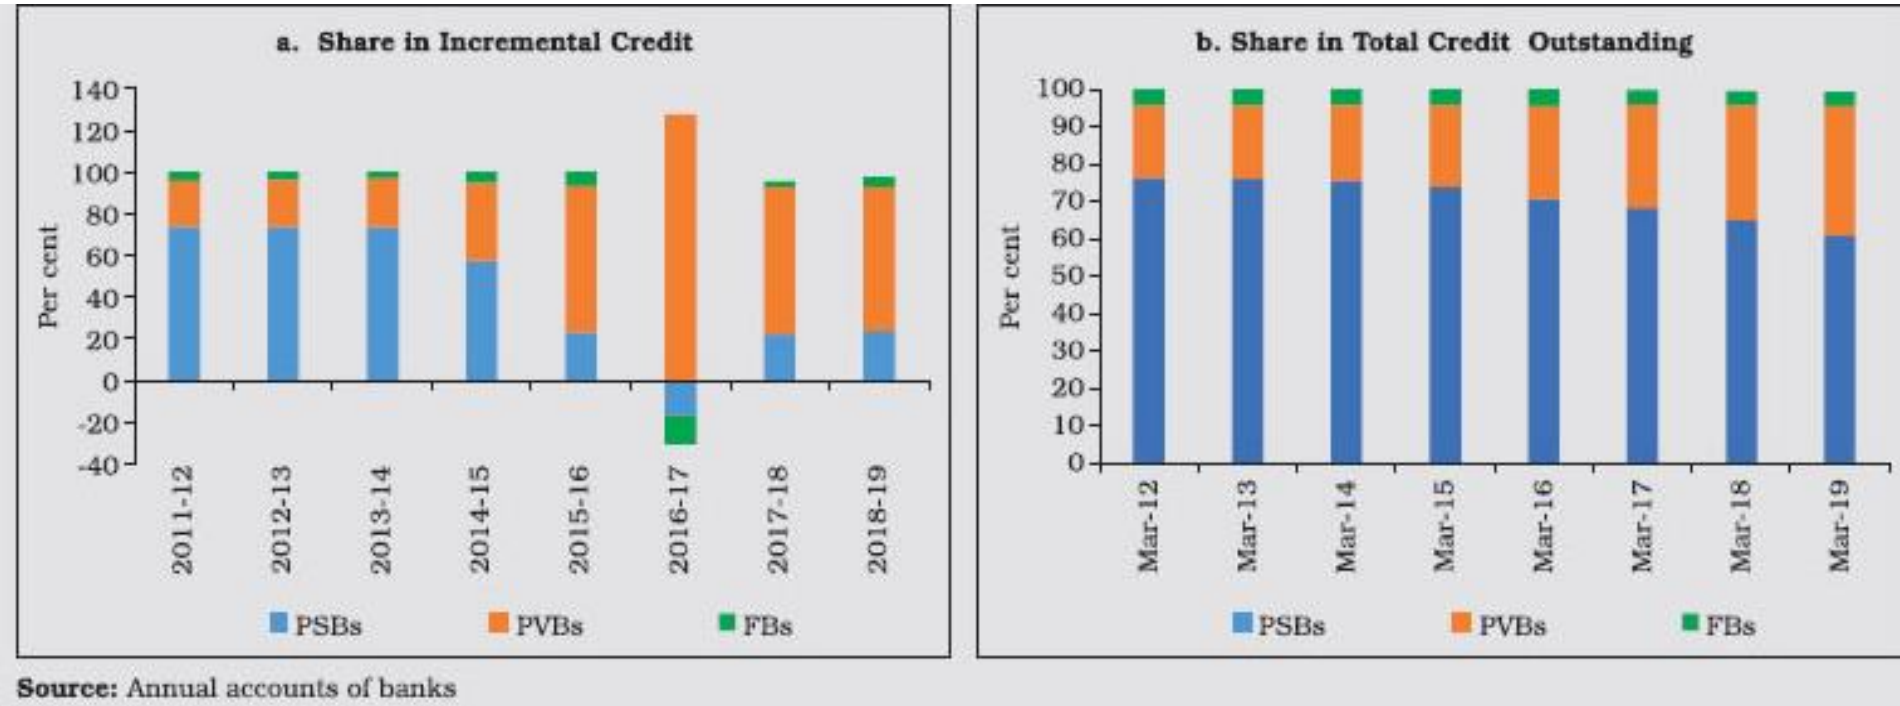 a. Share in Incremental Credit
140
120
100
80
60
40
20
0
-20
-40
Per cent
2011-12
2012-13
2013-14
2014-15
2015-16
2016-17
2017-18
2018-19
PSBs PVBs FBs
b. Share in Total Credit Outstanding
100
90
80
70
60
50
40
30
20
10
0
Per cent
Mar-12
Mar-13
Mar-14
Mar-15
Mar-16
Mar-17
Mar-18
Mar-19
PSBs PVBs FBs
Source: Annual accounts of banks